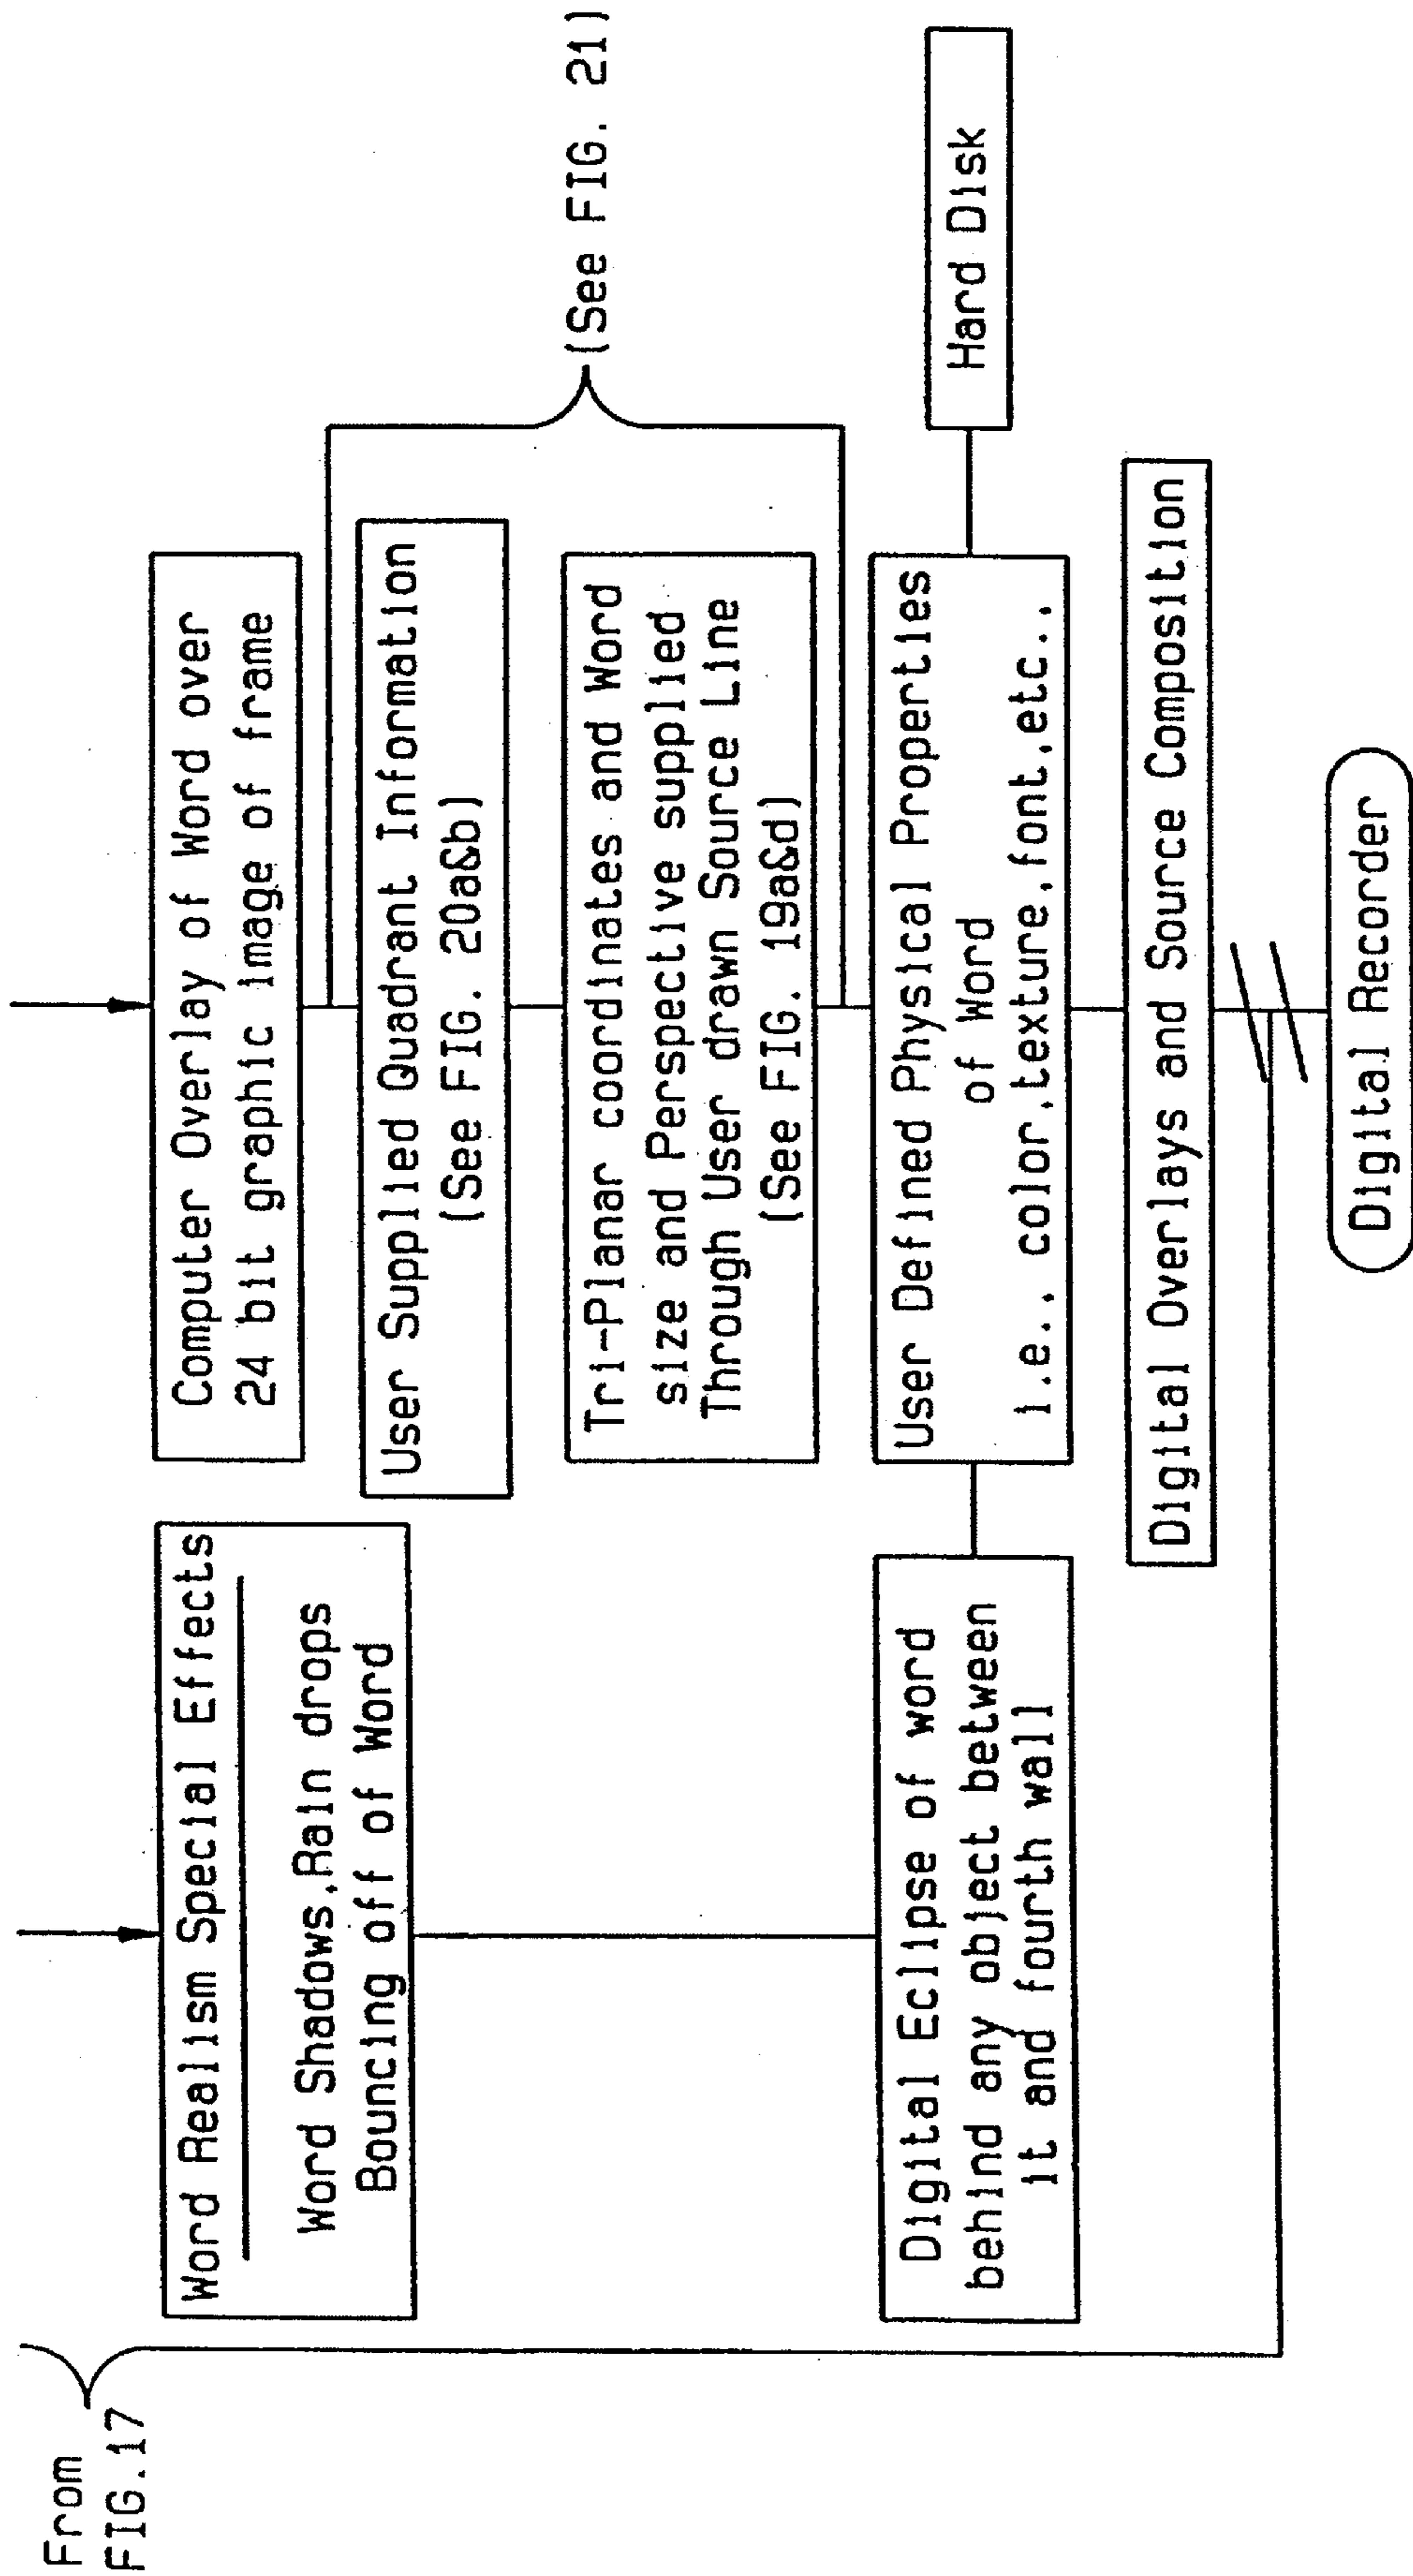 From
FIG.17
Word Realism Special Effects
Word Shadows,Rain drops
Bouncing off of Word
Digital Eclipse of word
behind any object between
it and fourth wall
Computer Overlay of Word over
24 bit graphic image of frame
User Supplied Quadrant Information
(See FIG. 20a&b)
Tri-Planar coordinates and Word
size and Perspective supplied
Through User drawn Source Line
(See FIG. 19a&d)
(See FIG. 21)
User Defined Physical Properties
of Word
i.e., color,texture,font,etc..
Hard Disk
Digital Overlays and Source Composition
Digital Recorder